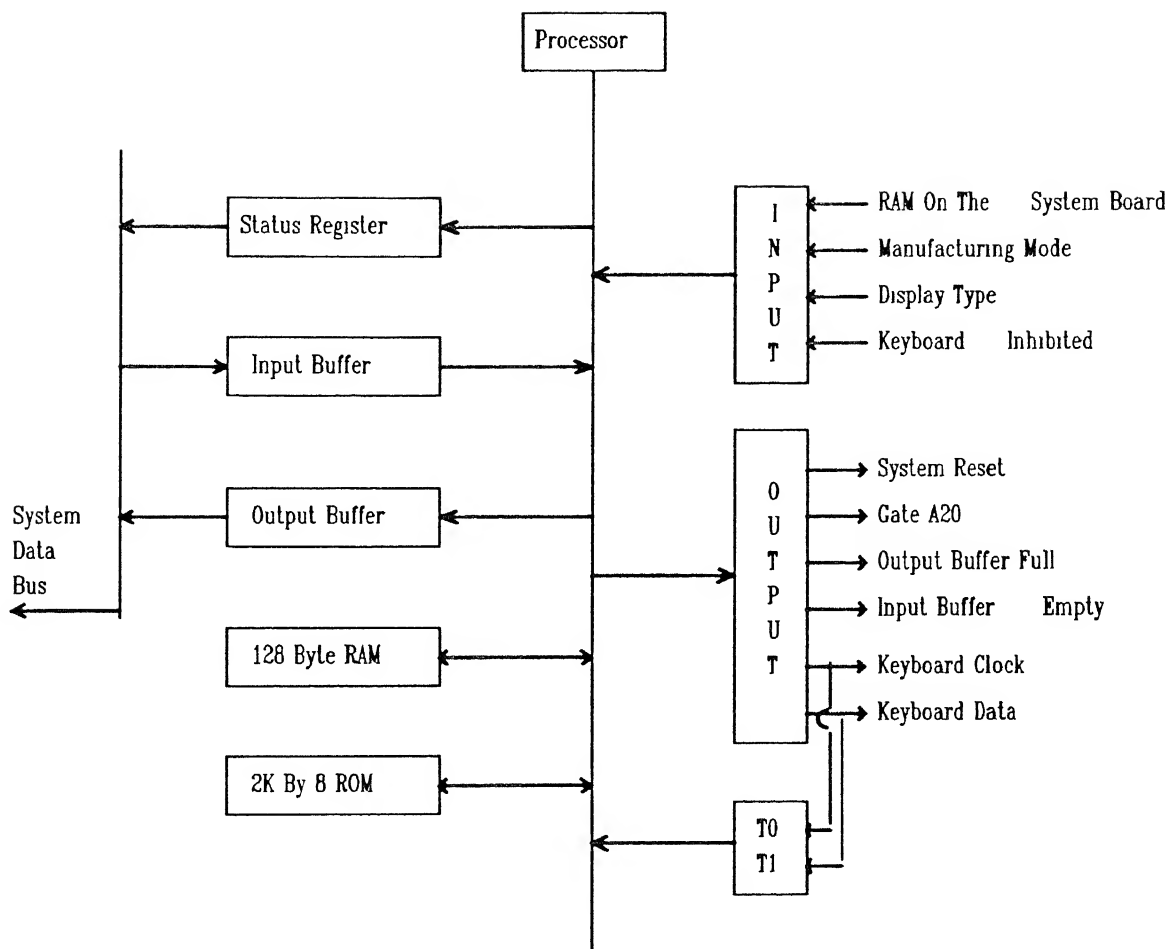 Processor
Status Register
Input Buffer
Output Buffer
System
Data
Bus
128 Byte RAM
2K By 8 ROM
I
N
P
U
T
RAM On The System Board
Manufacturing Mode
Display Type
Keyboard Inhibited
O
U
T
P
U
T
System Reset
Gate A20
Output Buffer Full
Input Buffer Empty
Keyboard Clock
Keyboard Data
T0
T1